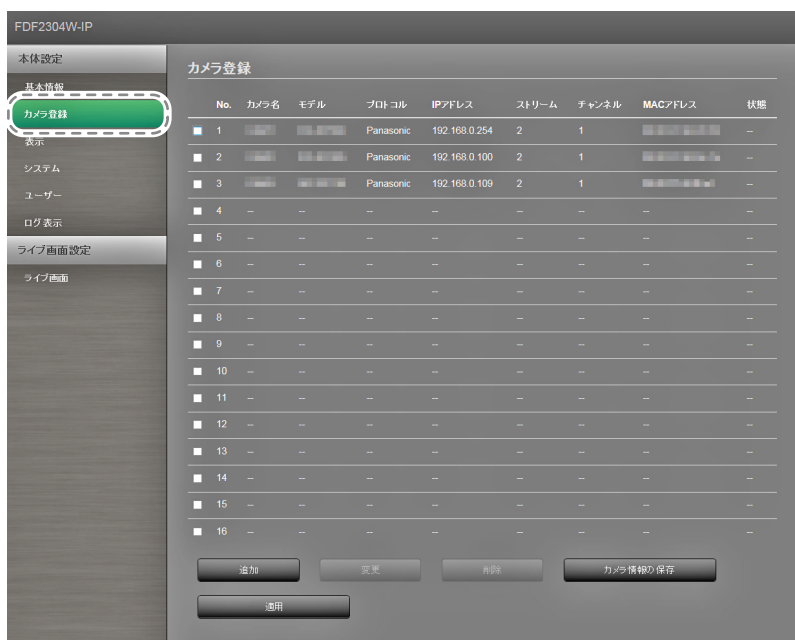 FDF2304W-IP
本体設定
基本情報
カメラ登録
表示
システム
ユーザー
ログ表示
ライブ画面設定
ライブ画面
カメラ登録
No. カメラ名 モデル プロトコル IPアドレス ストリーム チャンネル MACアドレス 状態
1 Panasonic 192.168.0.254 2 1 --
2 Panasonic 192.168.0.100 2 1 --
3 Panasonic 192.168.0.109 2 1 --
4 -- -- -- -- -- -- -- --
5 -- -- -- -- -- -- -- --
6 -- -- -- -- -- -- -- --
7 -- -- -- -- -- -- -- --
8 -- -- -- -- -- -- -- --
9 -- -- -- -- -- -- -- --
10 -- -- -- -- -- -- -- --
11 -- -- -- -- -- -- -- --
12 -- -- -- -- -- -- -- --
13 -- -- -- -- -- -- -- --
14 -- -- -- -- -- -- -- --
15 -- -- -- -- -- -- -- --
16 -- -- -- -- -- -- -- --
追加 変更 削除 カメラ情報の保存
適用